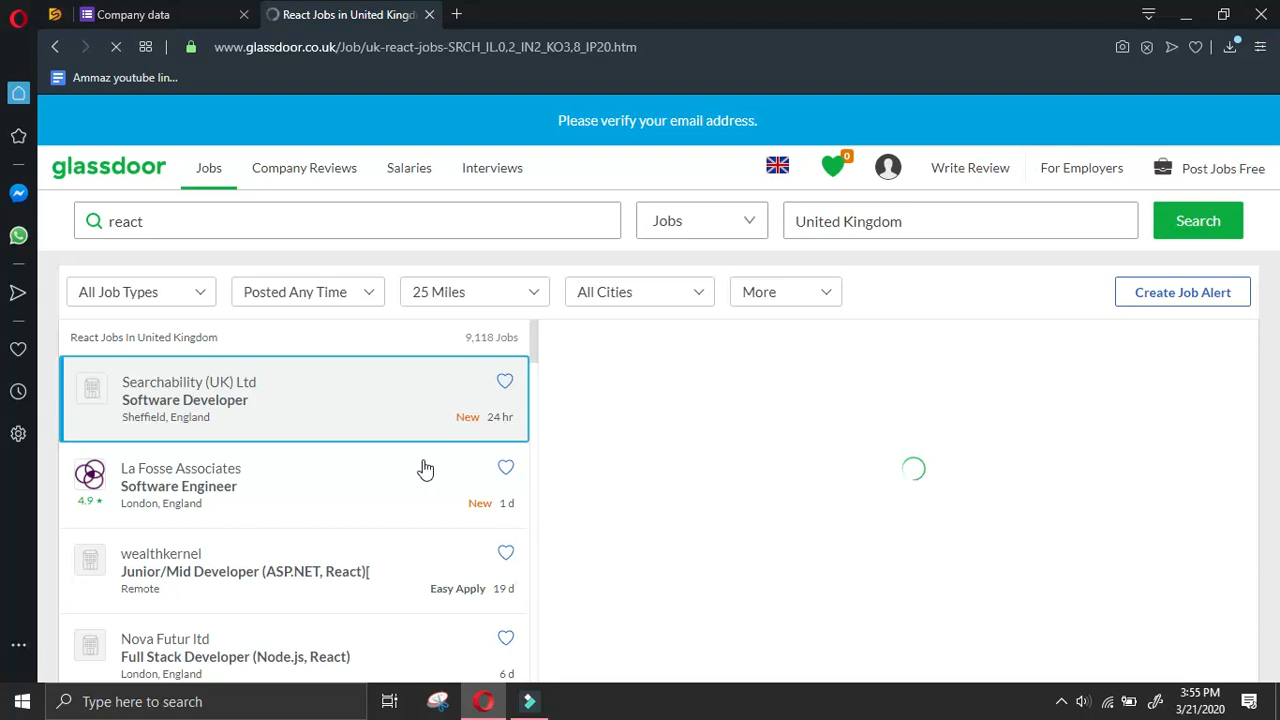 Company data
React Jobs in United Kingd
www.glassdoor.co.uk/Job/uk-react-jobs-SRCH_IL.0,2_IN2_KO3,8_IP20.htm
Ammaz youtube lin...
Please verify your email address.
glassdoor
Jobs
Company Reviews
Salaries
Interviews
0
Write Review
For Employers
Post Jobs Free
react
Jobs
United Kingdom
Search
All Job Types
Posted Any Time
25 Miles
All Cities
More
Create Job Alert
React Jobs In United Kingdom
9,118 Jobs
Searchability (UK) Ltd
Software Developer
Sheffield, England
New 24 hr
La Fosse Associates
Software Engineer
4.9 ★
London, England
New 1 d
wealthkernel
Junior/Mid Developer (ASP.NET, React)[
Remote
Easy Apply 19 d
Nova Futur ltd
Full Stack Developer (Node.js, React)
London, England
6 d
Type here to search
3:55 PM
3/21/2020